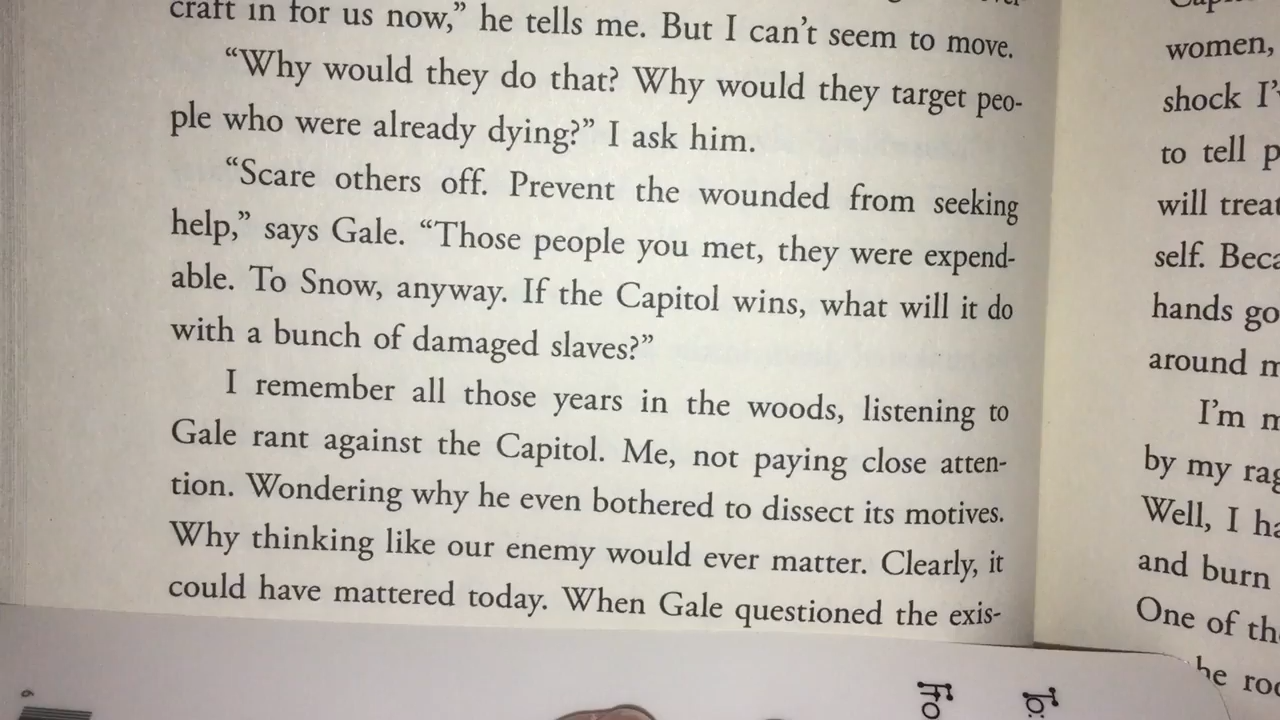 craft in for us now,” he tells me. But I can’t seem to move.
“Why would they do that? Why would they target peo-
ple who were already dying?” I ask him.
“Scare others off. Prevent the wounded from seeking
help,” says Gale. “Those people you met, they were expend-
able. To Snow, anyway. If the Capitol wins, what will it do
with a bunch of damaged slaves?”
I remember all those years in the woods, listening to
Gale rant against the Capitol. Me, not paying close atten-
tion. Wondering why he even bothered to dissect its motives.
Why thinking like our enemy would ever matter. Clearly, it
could have mattered today. When Gale questioned the exis-
women,
shock
to tell
will
self.
hands go
around
I’m
by my
Well, I
and burn
One of
To: